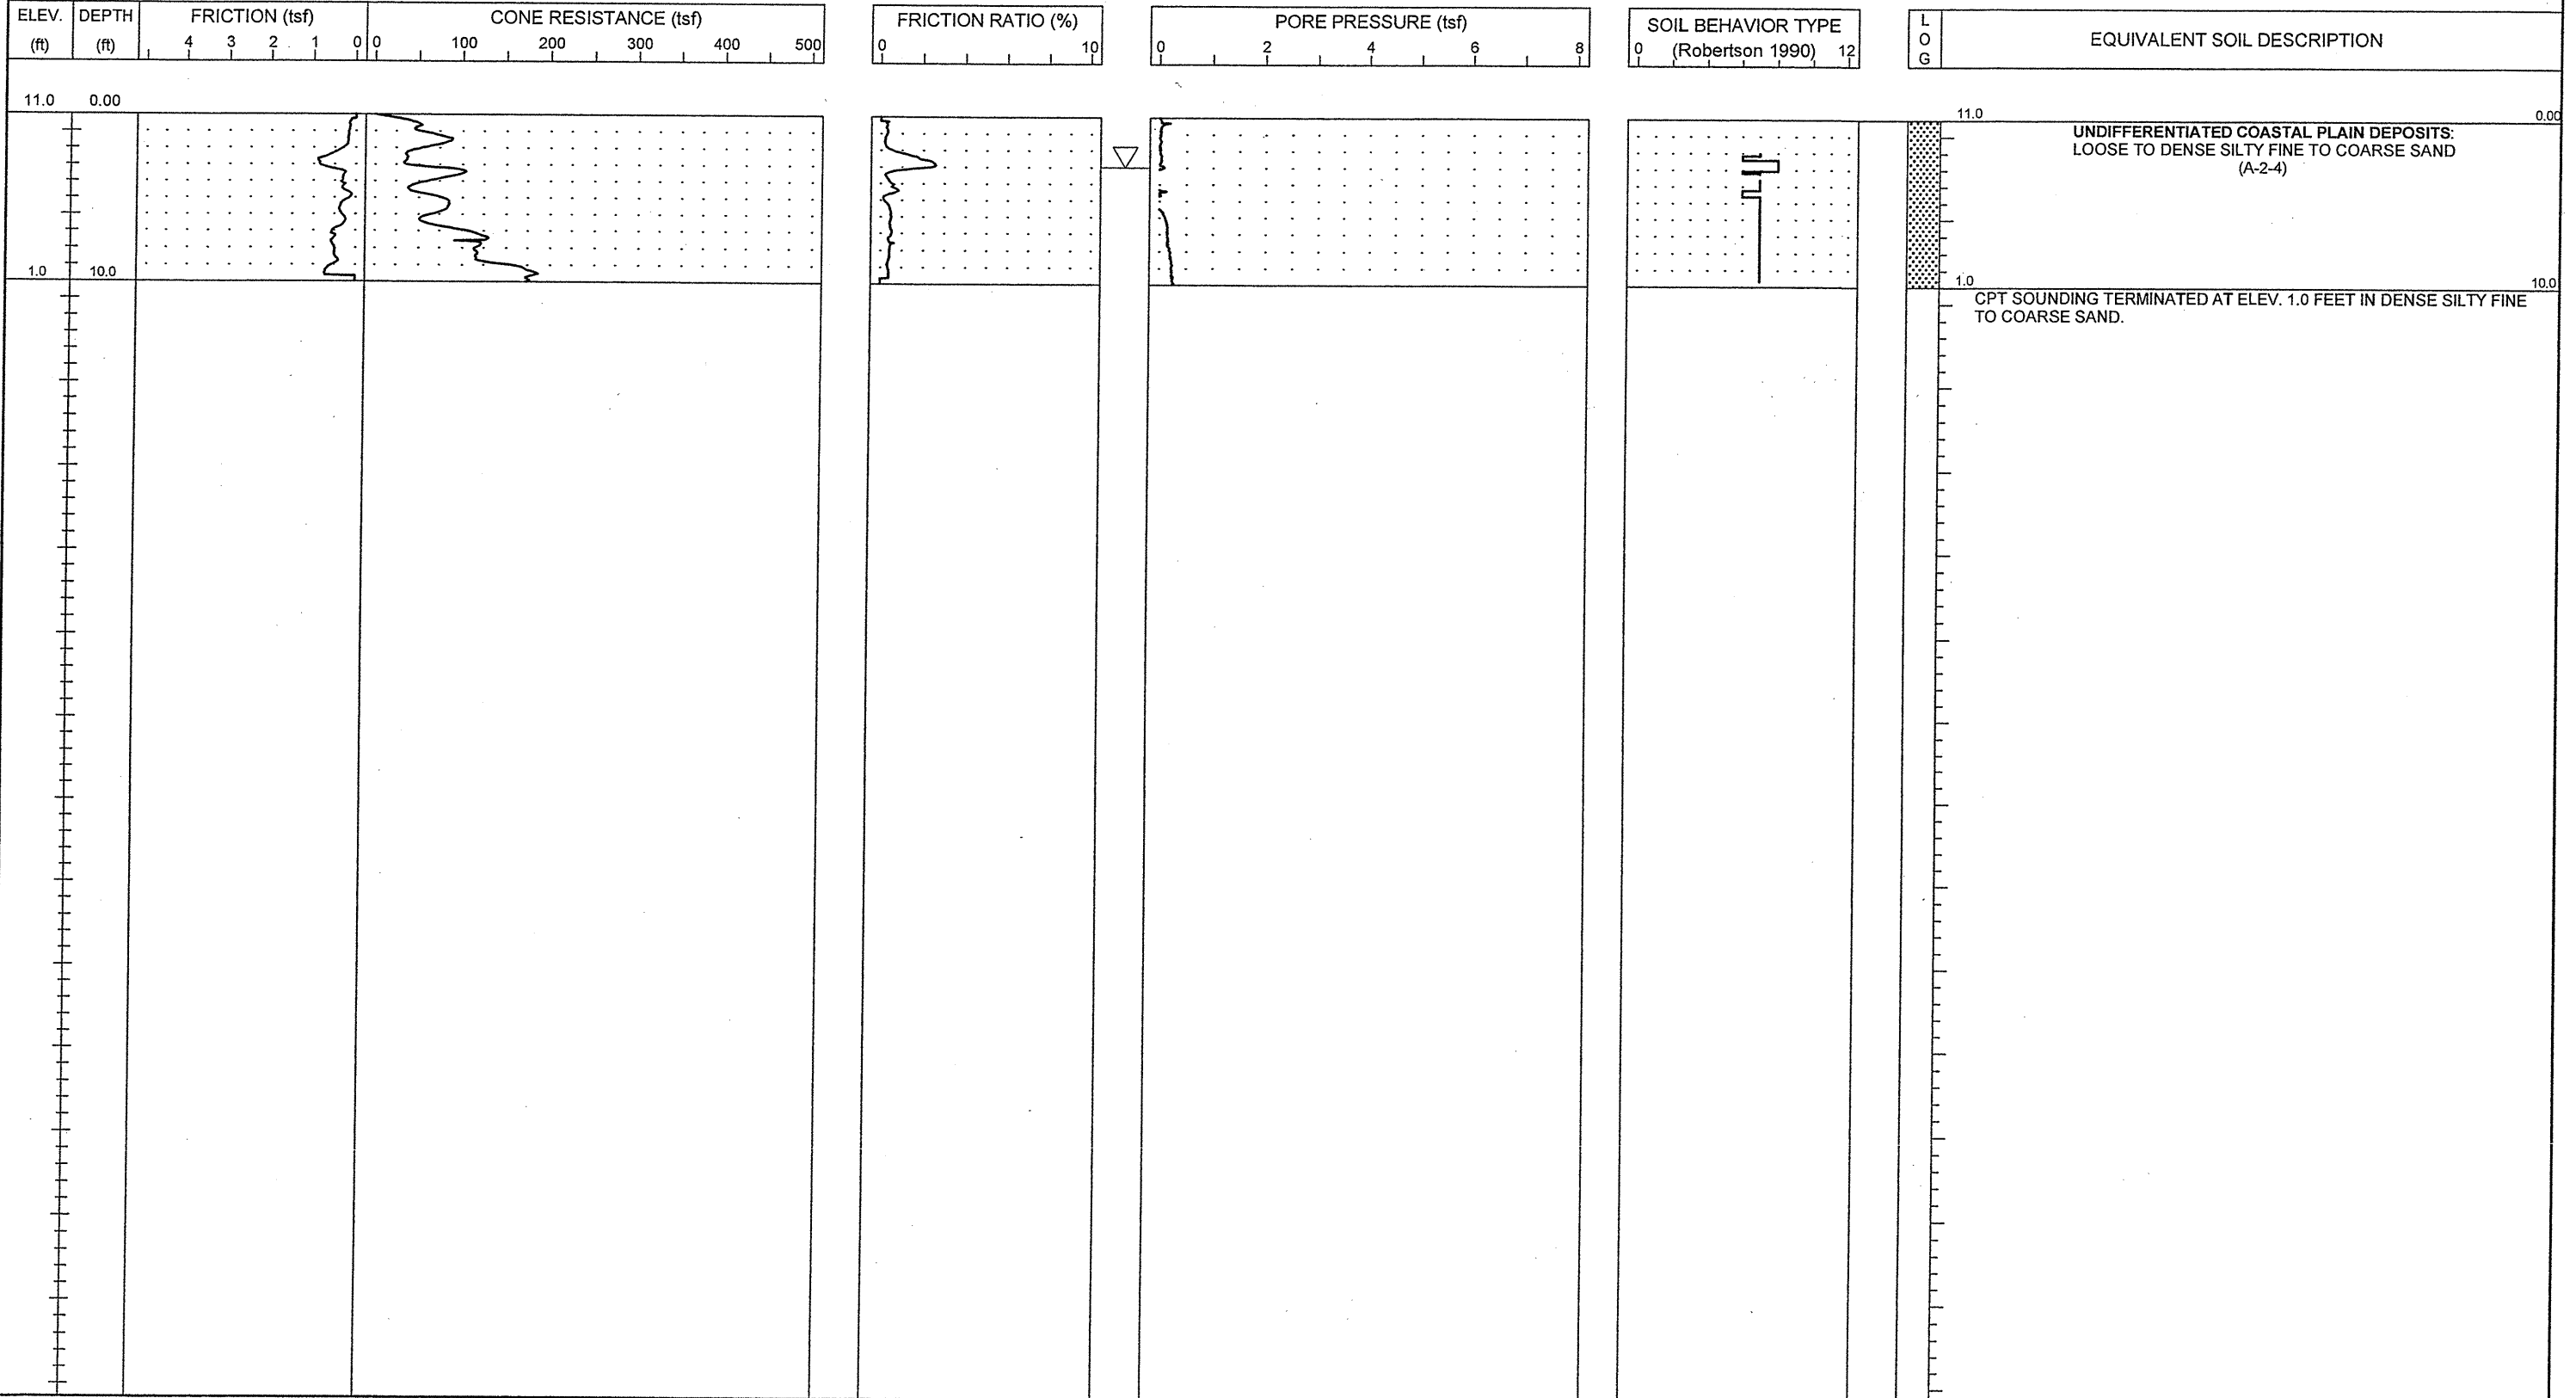 ELEV. DEPTH FRICTION (tsf) CONE RESISTANCE (tsf) FRICTION RATIO (%) PORE PRESSURE (tsf) SOIL BEHAVIOR TYPE L
(ft) (ft) 4 3 2 1 0 0 100 200 300 400 500 0 10 0 2 4 6 8 0 (Robertson 1990) 12 O EQUIVALENT SOIL DESCRIPTION
G
11.0 0.00
11.0 0.00
UNDIFFERENTIATED COASTAL PLAIN DEPOSITS:
LOOSE TO DENSE SILTY FINE TO COARSE SAND
(A-2-4)
1.0 10.0
1.0 10.0
CPT SOUNDING TERMINATED AT ELEV. 1.0 FEET IN DENSE SILTY FINE
TO COARSE SAND.